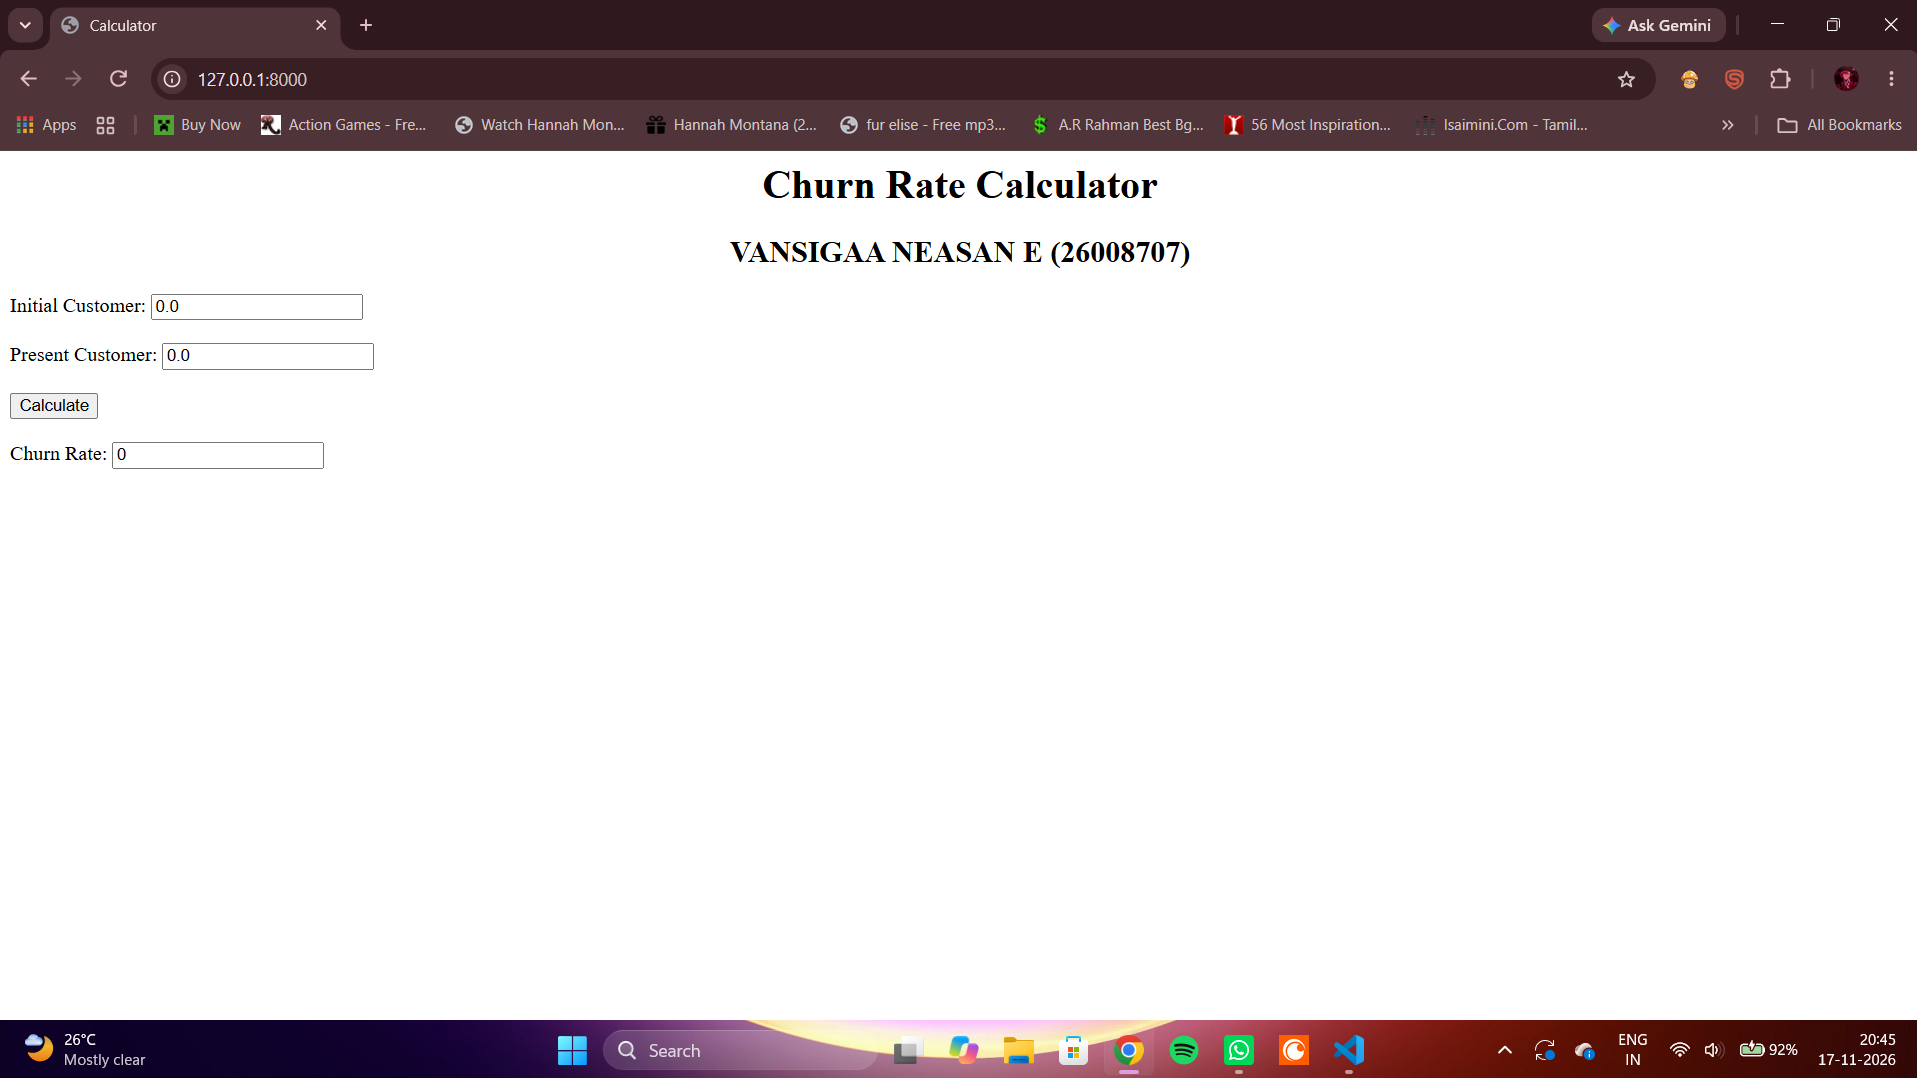 Calculator
Ask Gemini
127.0.0.1:8000
Apps
Buy Now
Action Games - Fre...
Watch Hannah Mon...
Hannah Montana (2...
fur elise - Free mp3...
A.R Rahman Best Bg...
56 Most Inspiration...
Isaimini.Com - Tamil...
All Bookmarks
Churn Rate Calculator
VANSIGAA NEASAN E (26008707)
Initial Customer: 0.0
Present Customer: 0.0
Calculate
Churn Rate: 0
26°C
Mostly clear
Search
ENG
IN
92%
20:45
17-11-2026